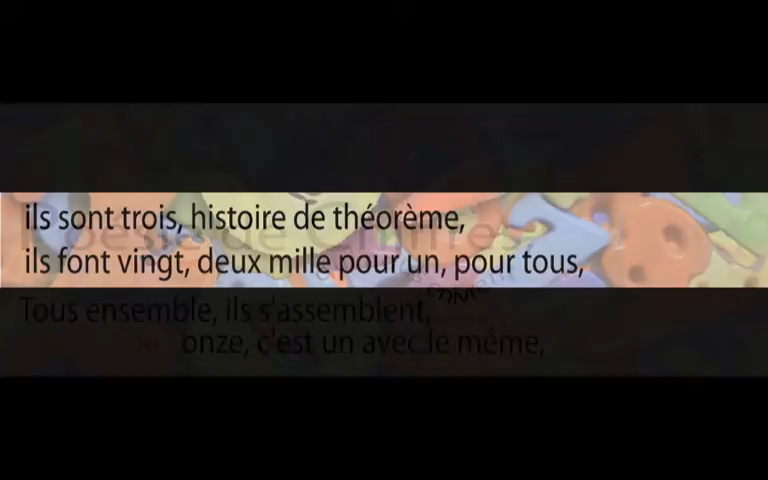 ils sont trois, histoire de théorème,
ils font vingt, deux mille pour un, pour tous,
Tous ensemble, ils s'assemblent,
onze, c'est un avec le même,